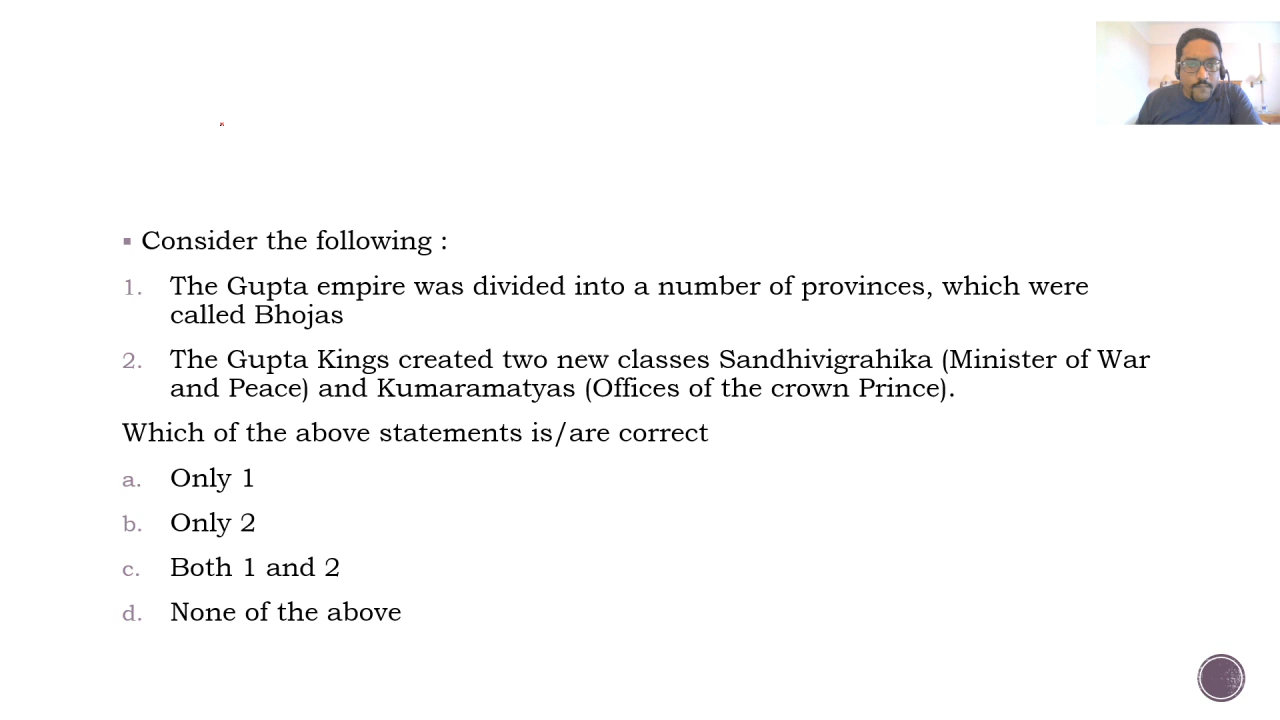 Consider the following :
1. The Gupta empire was divided into a number of provinces, which were
called Bhojas
2. The Gupta Kings created two new classes Sandhivigrahika (Minister of War
and Peace) and Kumaramatyas (Offices of the crown Prince).
Which of the above statements is/are correct
a. Only 1
b. Only 2
c. Both 1 and 2
d. None of the above